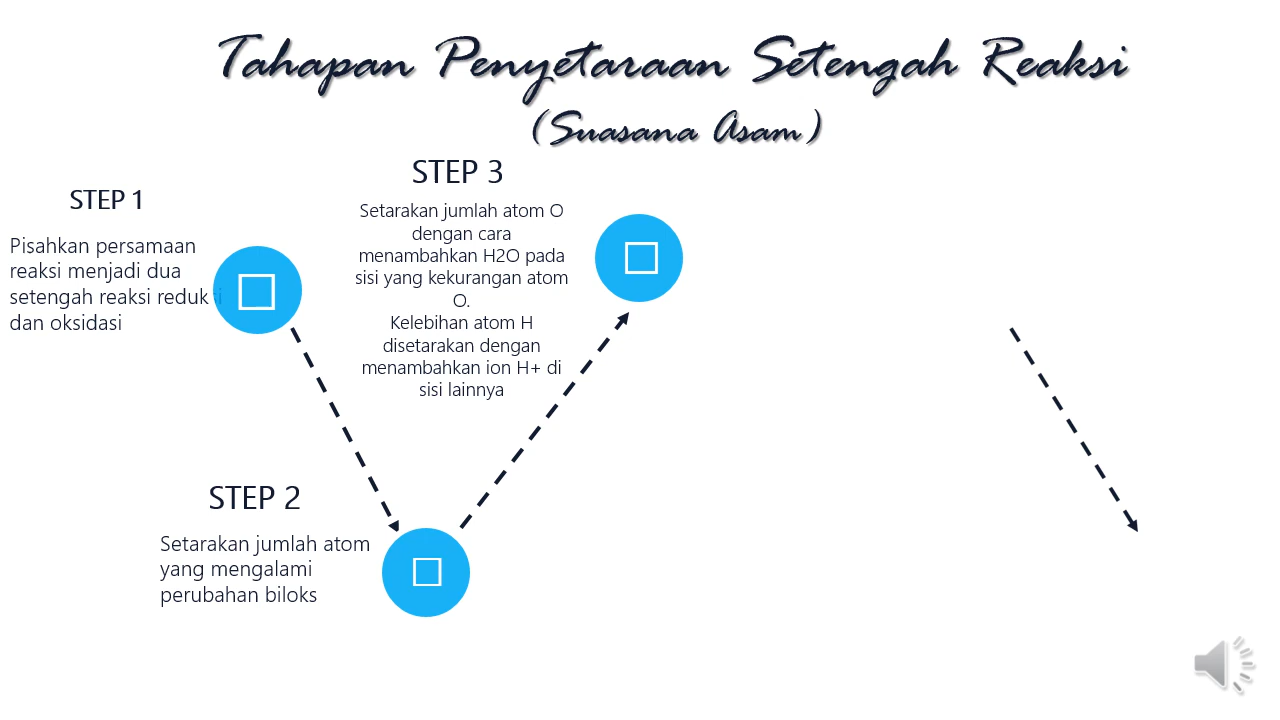 Tahapan Penyetaraan Setengah Reaksi
(Suasana Asam)
STEP 1
Pisahkan persamaan
reaksi menjadi dua
setengah reaksi reduksi
dan oksidasi
STEP 2
Setarakan jumlah atom
yang mengalami
perubahan biloks
STEP 3
Setarakan jumlah atom O
dengan cara
menambahkan H2O pada
sisi yang kekurangan atom
O.
Kelebihan atom H
disetarakan dengan
menambahkan ion H+ di
sisi lainnya